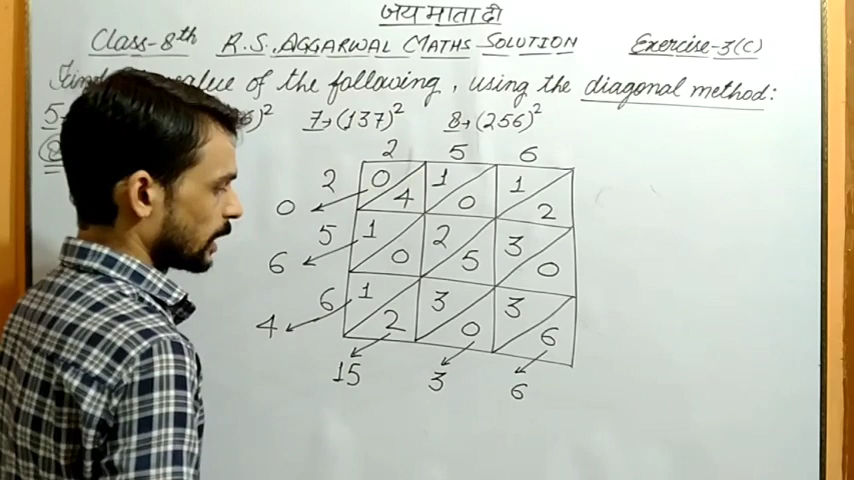 जय माता दी
Class-8th R.S. AGGARWAL MATHS SOLUTION Exercise-3(C)
of the following, using the diagonal method:
5 )² 7→(137)² 8→(256)²
2 5 6
2 0 4 1 0 1 2
0
5 1 0 2 5 3 0
6
6 1 2 3 0 3 6
4
15 3 6